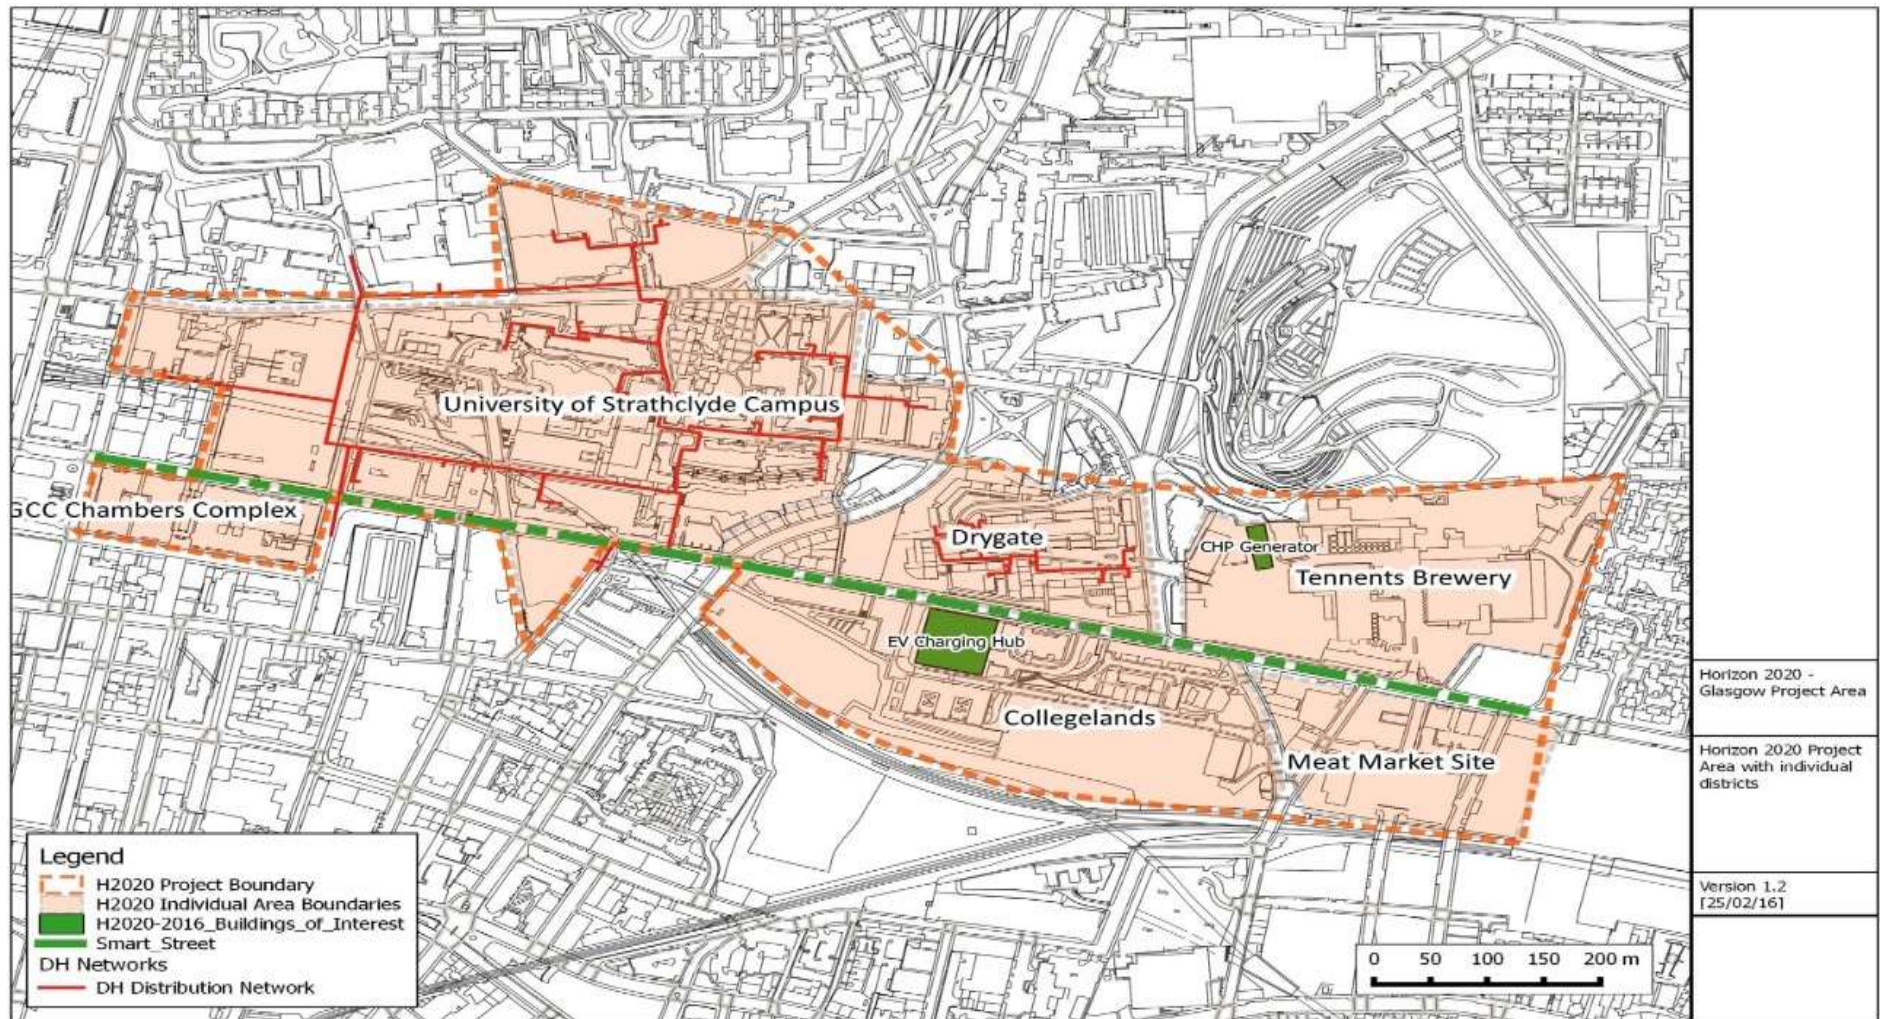 University of Strathclyde Campus
GCC Chambers Complex
Drygate
CHP Generator
Tennents Brewery
EV Charging Hub
Collegelands
Meat Market Site
Horizon 2020 -
Glasgow Project Area
Horizon 2020 Project
Area with individual
districts
Version 1.2
[25/02/16]
Legend
H2020 Project Boundary
H2020 Individual Area Boundaries
H2020-2016_Buildings_of_Interest
Smart_Street
DH Networks
DH Distribution Network
0 50 100 150 200 m